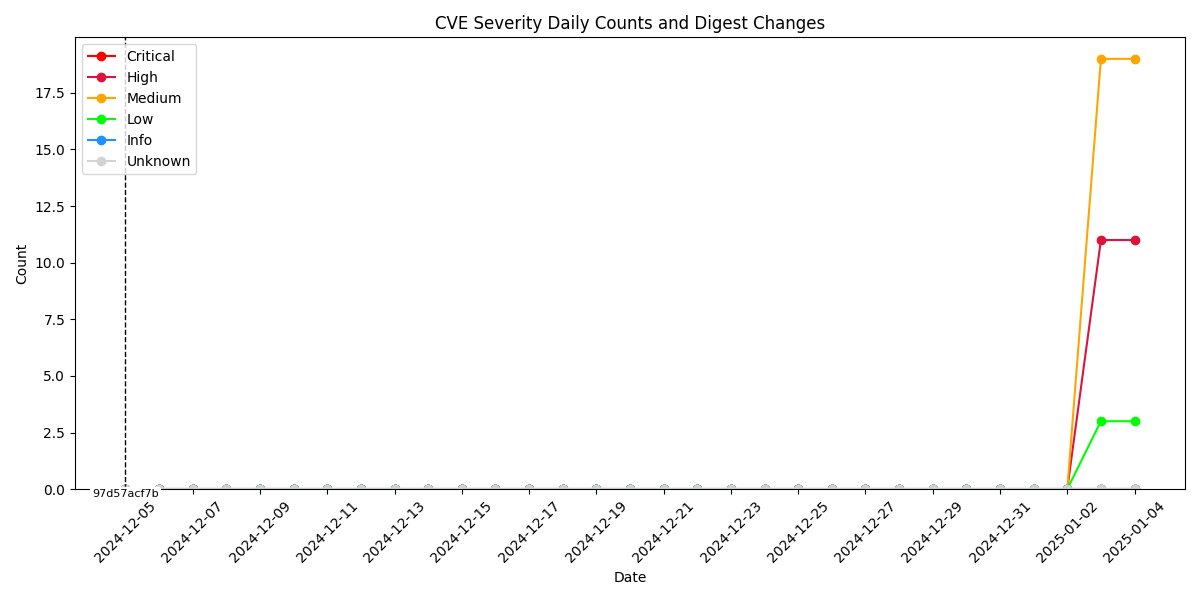 CVE Severity Daily Counts and Digest Changes
Critical
High
Medium
Low
Info
Unknown
Count
17.5
15.0
12.5
10.0
7.5
5.0
2.5
0.0
97d57acf7b
2024-12-05
2024-12-07
2024-12-09
2024-12-11
2024-12-13
2024-12-15
2024-12-17
2024-12-19
2024-12-21
2024-12-23
2024-12-25
2024-12-27
2024-12-29
2024-12-31
2025-01-02
2025-01-04
Date